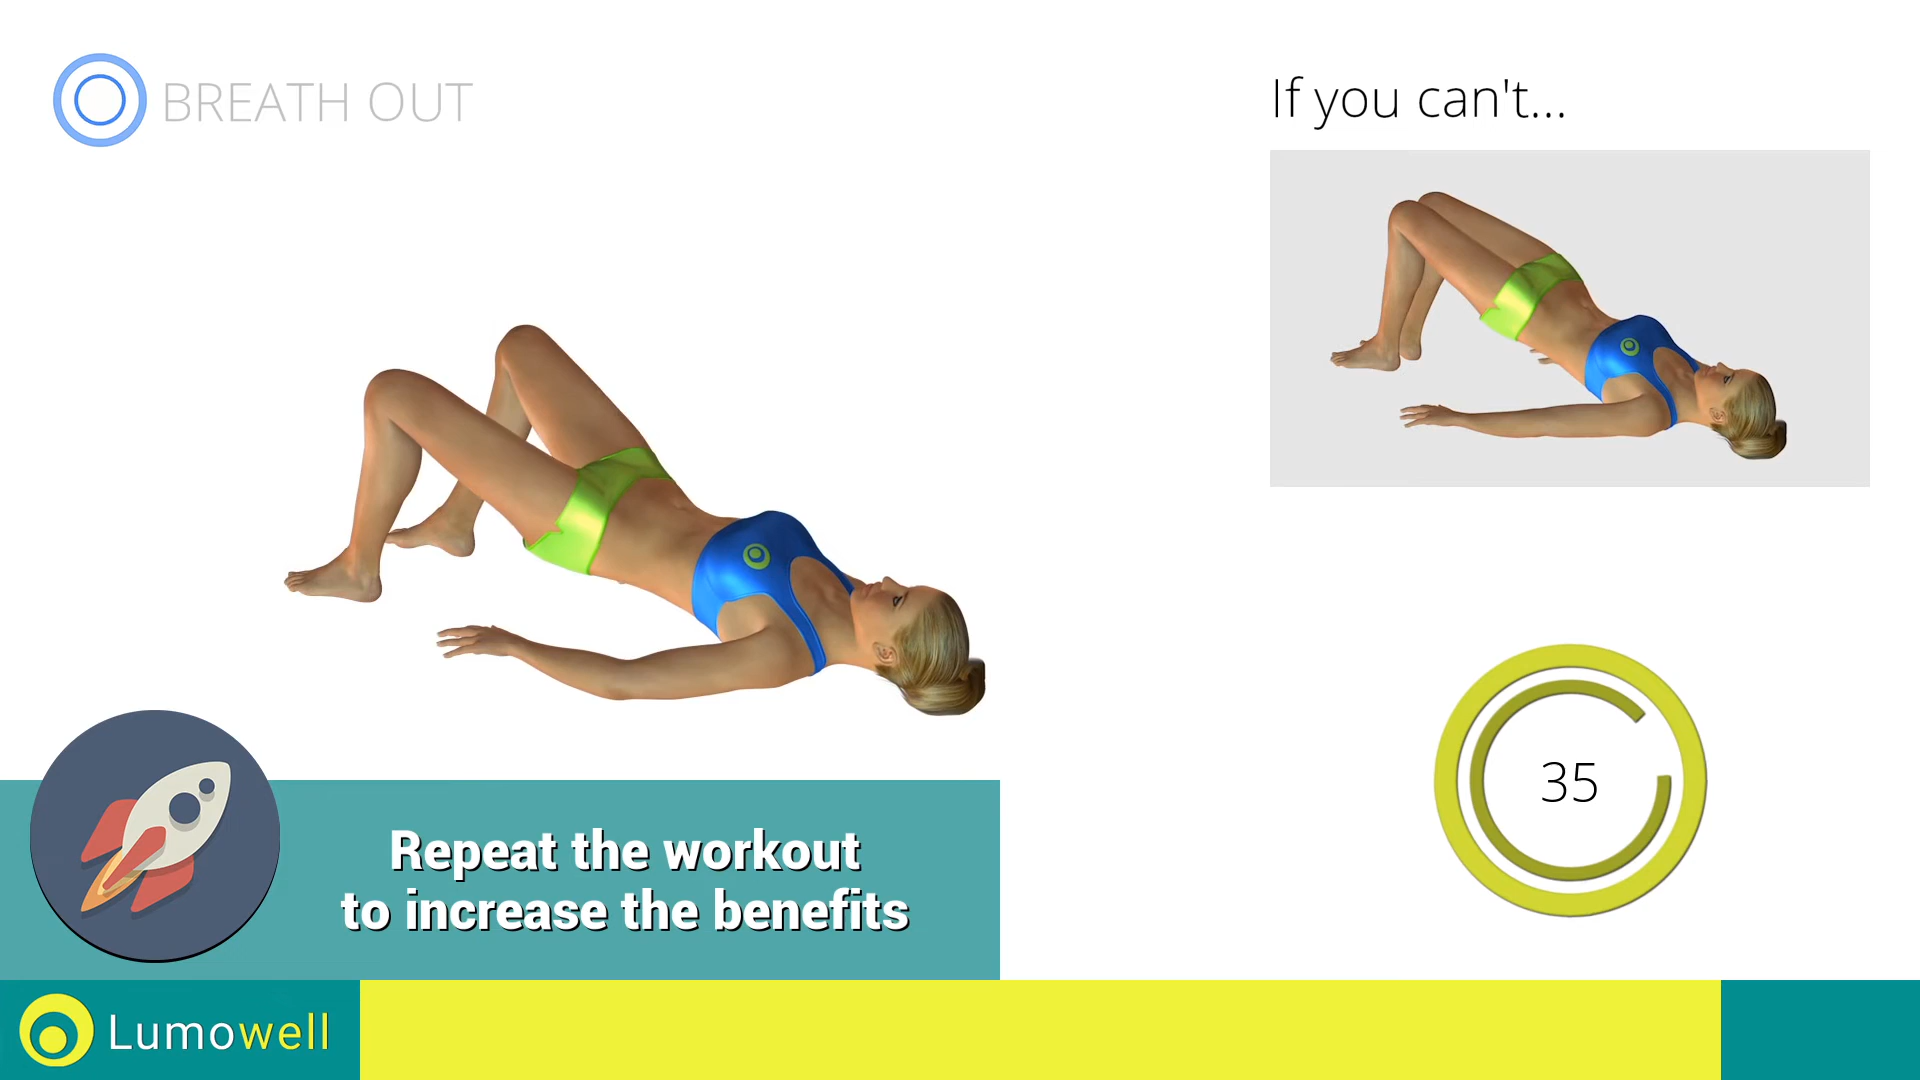 BREATH OUT
If you can't...
35
Repeat the workout
to increase the benefits
Lumowell